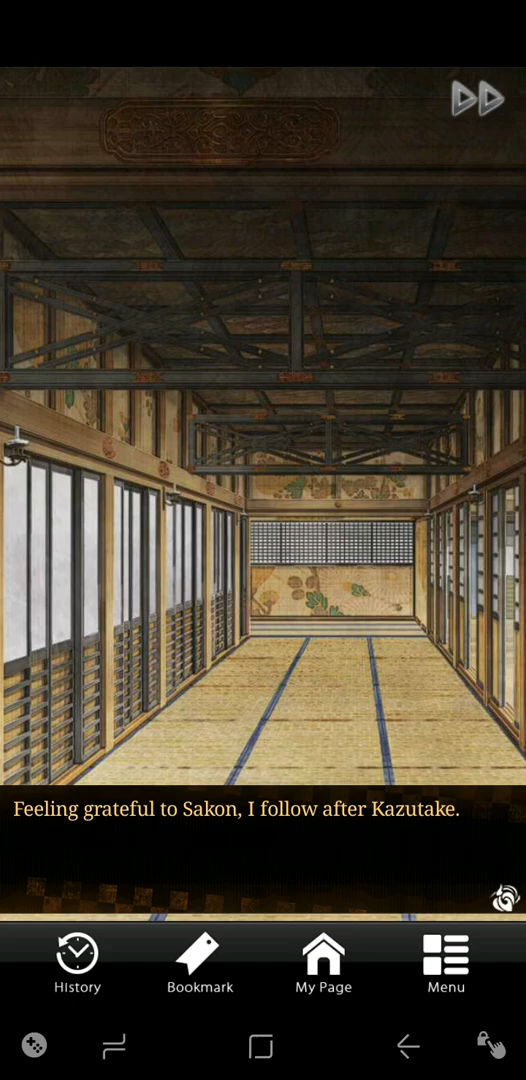 Feeling grateful to Sakon, I follow after Kazutake.
History
Bookmark
My Page
Menu